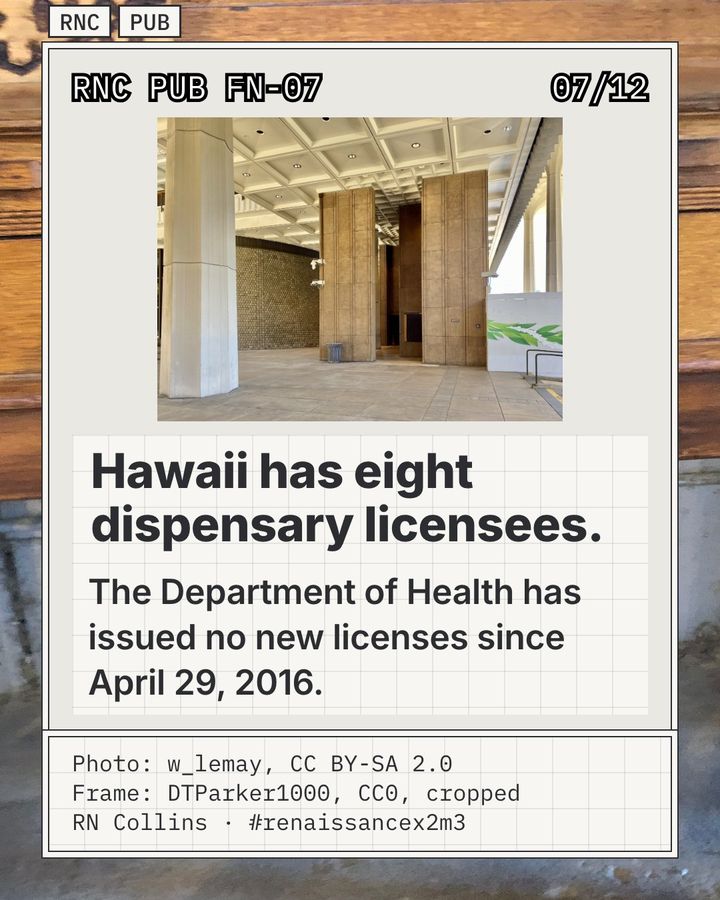 RNC PUB
RNC PUB FN-07 07/12
Hawaii has eight
dispensary licensees.
The Department of Health has
issued no new licenses since
April 29, 2016.
Photo: w_lemay, CC BY-SA 2.0
Frame: DTParker1000, CC0, cropped
RN Collins · #renaissancex2m3